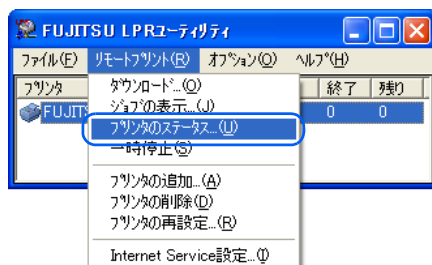 FUJITSU LPRユーティリティ
ファイル(F) リモートプリント(R) オプション(O) ヘルプ(H)
プリンタ 終了 残り
FUJITS 0 0
ダウンロード...(O)
ジョブの表示...(J)
プリンタのステータス...(U)
一時停止(S)
プリンタの追加...(A)
プリンタの削除(D)
プリンタの再設定...(R)
Internet Service設定...(I)